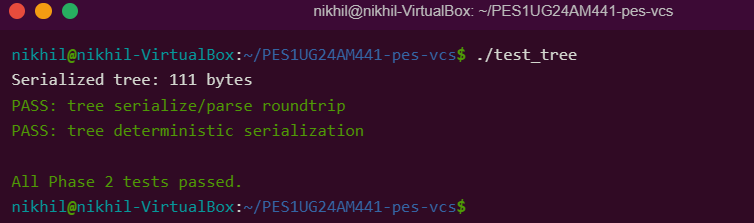 nikhil@nikhil-VirtualBox: ~/PES1UG24AM441-pes-vcs
nikhil@nikhil-VirtualBox:~/PES1UG24AM441-pes-vcs$ ./test_tree
Serialized tree: 111 bytes
PASS: tree serialize/parse roundtrip
PASS: tree deterministic serialization
All Phase 2 tests passed.
nikhil@nikhil-VirtualBox:~/PES1UG24AM441-pes-vcs$